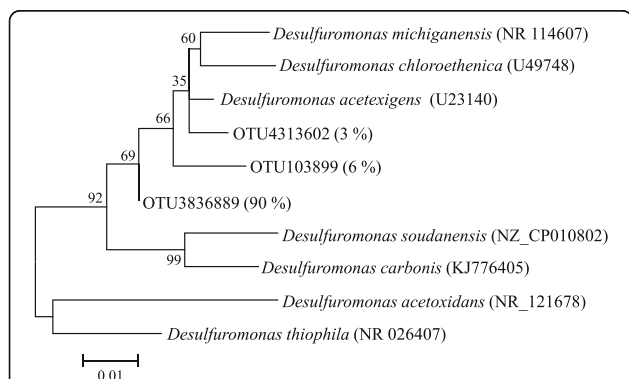 60
Desulfuromonas michiganensis (NR 114607)
Desulfuromonas chloroethenica (U49748)
35
Desulfuromonas acetexigens (U23140)
66
OTU4313602 (3 %)
69
OTU103899 (6 %)
92
OTU3836889 (90 %)
Desulfuromonas soudanensis (NZ_CP010802)
99
Desulfuromonas carbonis (KJ776405)
Desulfuromonas acetoxidans (NR_121678)
Desulfuromonas thiophila (NR 026407)
0.01